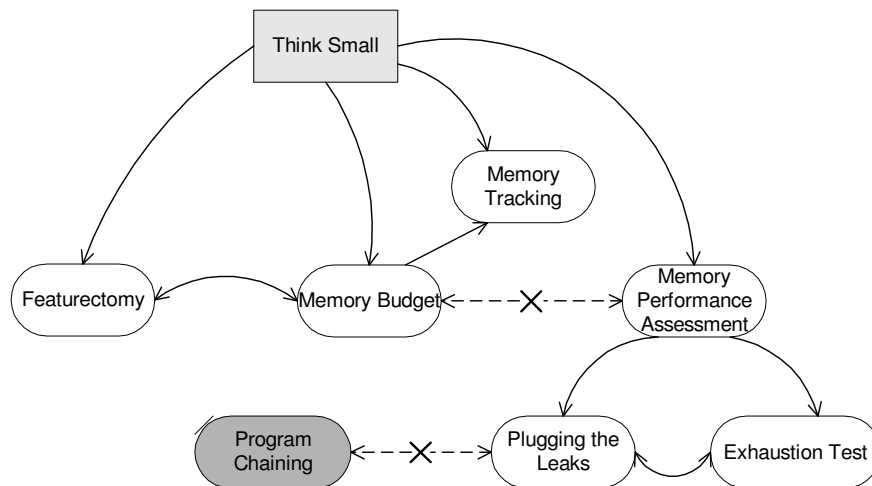 Think Small
Memory
Tracking
Featurectomy
Memory Budget
Memory
Performance
Assessment
Program
Chaining
Plugging the
Leaks
Exhaustion Test